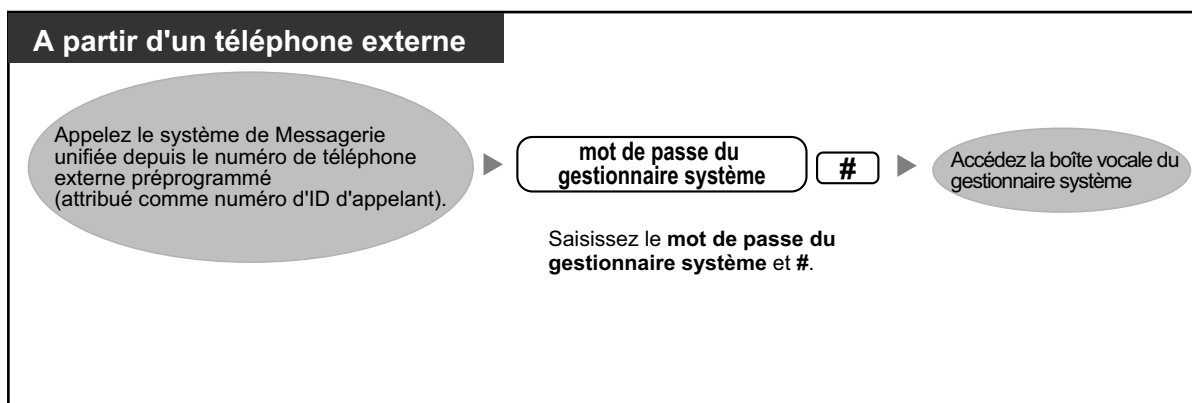 A partir d'un téléphone externe
Appelez le système de Messagerie
unifiée depuis le numéro de téléphone
externe préprogrammé
(attribué comme numéro d'ID d'appelant).
mot de passe du
gestionnaire système
#
Accédez la boîte vocale du
gestionnaire système
Saisissez le mot de passe du
gestionnaire système et #.